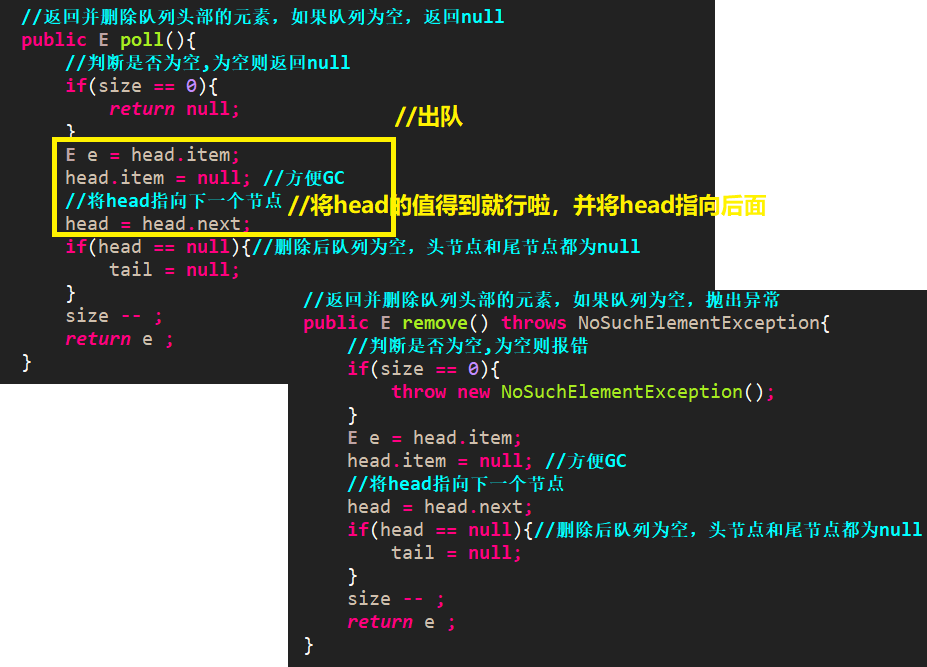 //返回并删除队列头部的元素，如果队列为空，返回null
public E poll(){
//判断是否为空,为空则返回null
if(size == 0){
return null;
}
//出队
E e = head.item;
head.item = null; //方便GC
//将head指向下一个节点
//将head的值得到就行啦，并将head指向后面
head = head.next;
if(head == null){//删除后队列为空，头节点和尾节点都为null
tail = null;
}
size -- ;
return e ;
}
//返回并删除队列头部的元素，如果队列为空，抛出异常
public E remove() throws NoSuchElementException{
//判断是否为空,为空则报错
if(size == 0){
throw new NoSuchElementException();
}
E e = head.item;
head.item = null; //方便GC
//将head指向下一个节点
head = head.next;
if(head == null){//删除后队列为空，头节点和尾节点都为null
tail = null;
}
size -- ;
return e ;
}